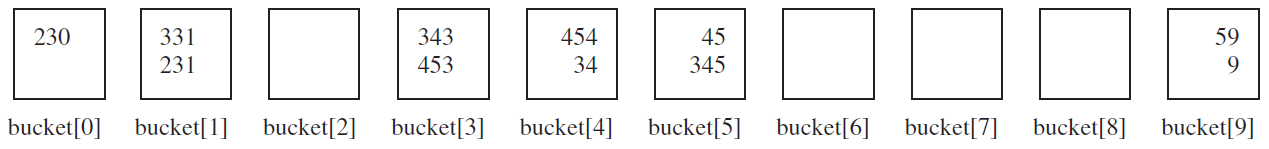 230 331 343 454 45 59
231 453 34 345 9
bucket[0] bucket[1] bucket[2] bucket[3] bucket[4] bucket[5] bucket[6] bucket[7] bucket[8] bucket[9]